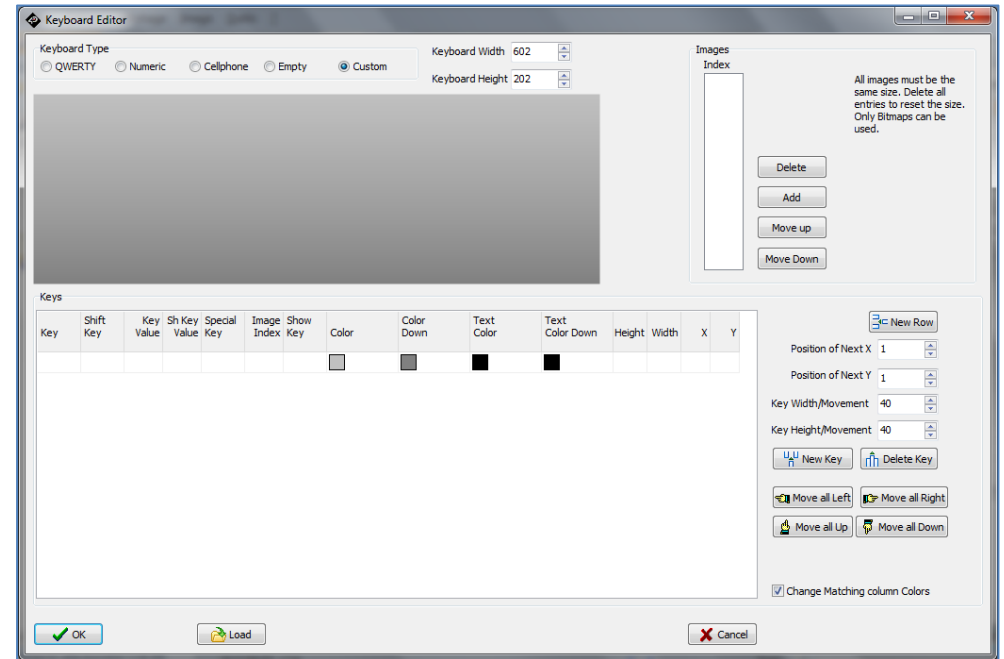 Keyboard Editor
Keyboard Type
QWERTY Numeric Cellphone Empty Custom
Keyboard Width 602
Keyboard Height 202
Images
Index
All images must be the
same size. Delete all
entries to reset the size.
Only Bitmaps can be
used.
Delete
Add
Move up
Move Down
Keys
Key Shift Key Key Value Sh Key Value Special Key Image Index Show Key Color Color Down Text Color Text Color Down Height Width X Y
New Row
Position of Next X 1
Position of Next Y 1
Key Width/Movement 40
Key Height/Movement 40
New Key Delete Key
Move all Left Move all Right
Move all Up Move all Down
Change Matching column Colors
OK Load Cancel